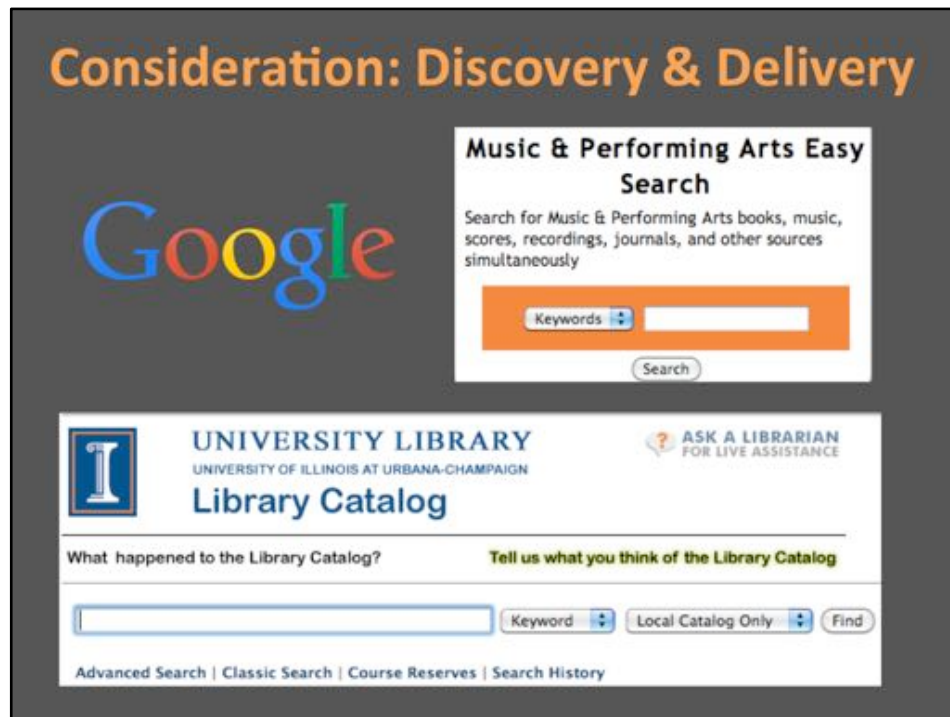 Consideration: Discovery & Delivery
Google
Music & Performing Arts Easy
Search
Search for Music & Performing Arts books, music,
scores, recordings, journals, and other sources
simultaneously
Keywords
Search
I
UNIVERSITY LIBRARY
UNIVERSITY OF ILLINOIS AT URBANA-CHAMPAIGN
Library Catalog
? ASK A LIBRARIAN
FOR LIVE ASSISTANCE
What happened to the Library Catalog? Tell us what you think of the Library Catalog
Keyword Local Catalog Only Find
Advanced Search | Classic Search | Course Reserves | Search History